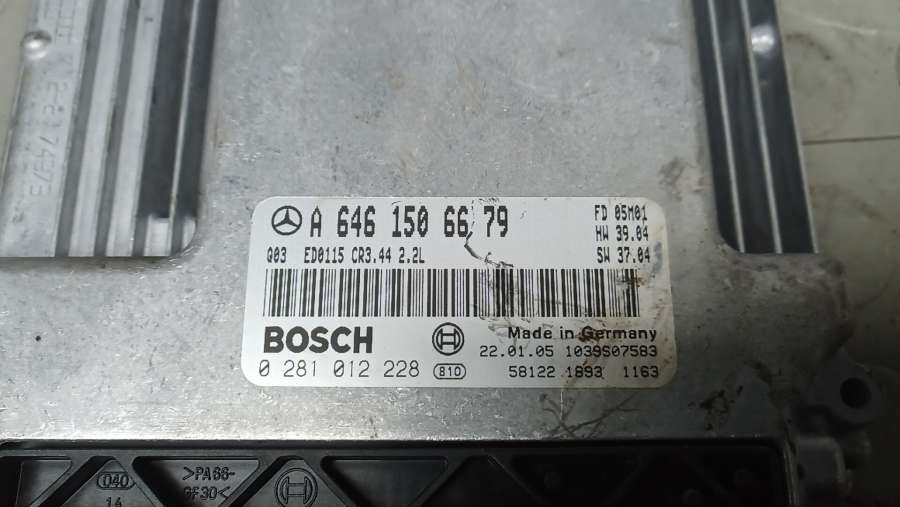 A 646 150 66 79
FD 05M01
HW 39.04
Q03 ED0115 CR3.44 2.2L
SW 37.04
BOSCH
Made in Germany
22.01.05 1039S07583
0 281 012 228 810
58122 1893 1163
040
>PA66-
GF30<
14